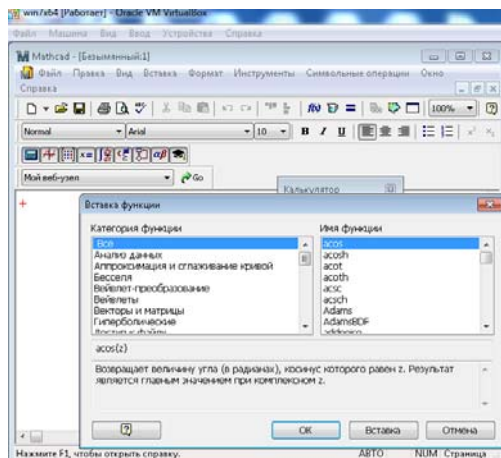 win7x64 [Работает] - Oracle VM VirtualBox
Файл Машина Вид Ввод Устройства Справка
Mathcad - [Безымянный:1]
Файл Правка Вид Вставка Формат Инструменты Символьные операции Окно
Справка
100%
Normal Arial 10 B I U
Мой веб-узел Go
Калькулятор
Вставка функции
Категория функции Имя функции
Все acos
Анализ данных acosh
Аппроксимация и сглаживание кривой acot
Бесселя acoth
Вейвлет-преобразование acsc
Вейвлеты acsch
Векторы и матрицы Adams
Гиперболические AdamsBDF
Доступ к файлу addpoints
acos(z)
Возвращает величину угла (в радианах), косинус которого равен z. Результат
является главным значением при комплексном z.
OK Вставка Отмена
Нажмите F1, чтобы открыть справку. АВТО NUM Страница